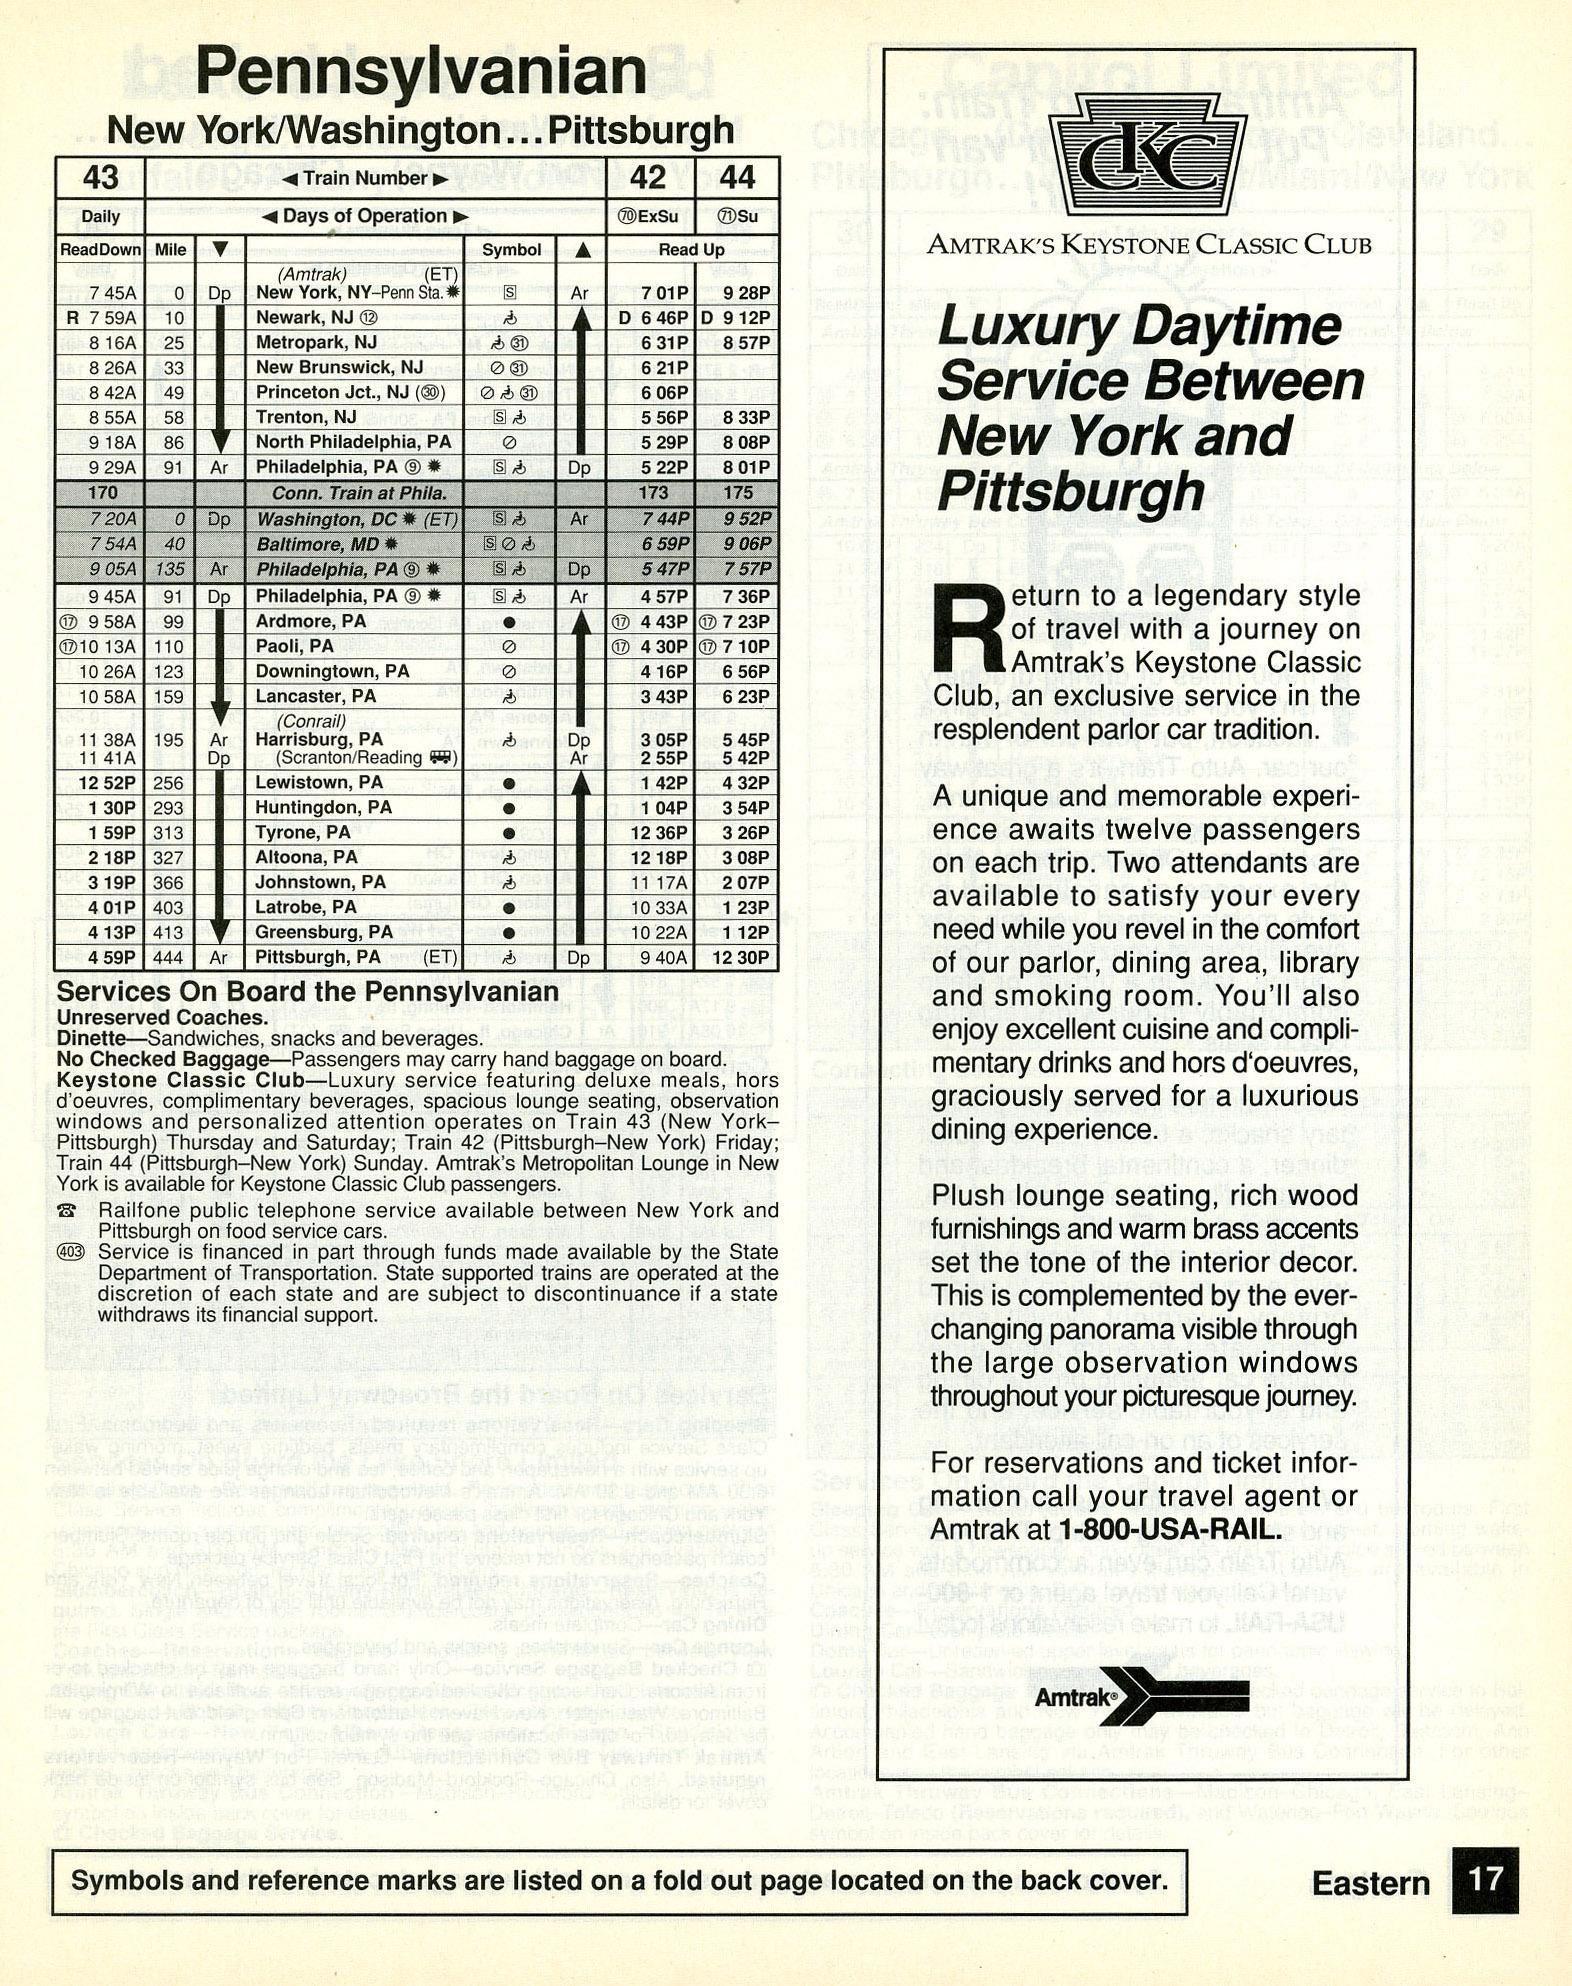 Pennsylvanian
New York/Washington...Pittsburgh
43 ◄ Train Number ► 42 44
Daily ◄ Days of Operation ► ⑦⓪ExSu ⑦①Su
Read Down Mile ▼ Symbol ▲ Read Up
(Amtrak) (ET)
7 45A 0 Dp New York, NY–Penn Sta.✹ S Ar 7 01P 9 28P
R 7 59A 10 Newark, NJ ⑫ ♿ D 6 46P D 9 12P
8 16A 25 Metropark, NJ ♿ ㉛ 6 31P 8 57P
8 26A 33 New Brunswick, NJ ⊘ ㉛ 6 21P
8 42A 49 Princeton Jct., NJ (㉚) ⊘ ♿ ㉛ 6 06P
8 55A 58 Trenton, NJ S ♿ 5 56P 8 33P
9 18A 86 North Philadelphia, PA ⊘ 5 29P 8 08P
9 29A 91 Ar Philadelphia, PA ⑨ ✹ S ♿ Dp 5 22P 8 01P
170 Conn. Train at Phila. 173 175
7 20A 0 Dp Washington, DC ✹ (ET) S ♿ Ar 7 44P 9 52P
7 54A 40 Baltimore, MD ✹ S ⊘ ♿ 6 59P 9 06P
9 05A 135 Ar Philadelphia, PA ⑨ ✹ S ♿ Dp 5 47P 7 57P
9 45A 91 Dp Philadelphia, PA ⑨ ✹ S ♿ Ar 4 57P 7 36P
⑰ 9 58A 99 Ardmore, PA ● ⑰ 4 43P ⑰ 7 23P
⑰10 13A 110 Paoli, PA ⊘ ⑰ 4 30P ⑰ 7 10P
10 26A 123 Downingtown, PA ⊘ 4 16P 6 56P
10 58A 159 Lancaster, PA ♿ 3 43P 6 23P
(Conrail)
11 38A 195 Ar Harrisburg, PA ♿ Dp 3 05P 5 45P
11 41A Dp (Scranton/Reading 🚌) Ar 2 55P 5 42P
12 52P 256 Lewistown, PA ● 1 42P 4 32P
1 30P 293 Huntingdon, PA ● 1 04P 3 54P
1 59P 313 Tyrone, PA ● 12 36P 3 26P
2 18P 327 Altoona, PA ♿ 12 18P 3 08P
3 19P 366 Johnstown, PA ♿ 11 17A 2 07P
4 01P 403 Latrobe, PA ● 10 33A 1 23P
4 13P 413 Greensburg, PA ● 10 22A 1 12P
4 59P 444 Ar Pittsburgh, PA (ET) ♿ Dp 9 40A 12 30P
Services On Board the Pennsylvanian
Unreserved Coaches.
Dinette—Sandwiches, snacks and beverages.
No Checked Baggage—Passengers may carry hand baggage on board.
Keystone Classic Club—Luxury service featuring deluxe meals, hors
d'oeuvres, complimentary beverages, spacious lounge seating, observation
windows and personalized attention operates on Train 43 (New York–
Pittsburgh) Thursday and Saturday; Train 42 (Pittsburgh–New York) Friday;
Train 44 (Pittsburgh–New York) Sunday. Amtrak's Metropolitan Lounge in New
York is available for Keystone Classic Club passengers.
☎ Railfone public telephone service available between New York and
Pittsburgh on food service cars.
(403) Service is financed in part through funds made available by the State
Department of Transportation. State supported trains are operated at the
discretion of each state and are subject to discontinuance if a state
withdraws its financial support.
CKC
AMTRAK'S KEYSTONE CLASSIC CLUB
Luxury Daytime
Service Between
New York and
Pittsburgh
Return to a legendary style
of travel with a journey on
Amtrak's Keystone Classic
Club, an exclusive service in the
resplendent parlor car tradition.
A unique and memorable experi-
ence awaits twelve passengers
on each trip. Two attendants are
available to satisfy your every
need while you revel in the comfort
of our parlor, dining area, library
and smoking room. You'll also
enjoy excellent cuisine and compli-
mentary drinks and hors d'oeuvres,
graciously served for a luxurious
dining experience.
Plush lounge seating, rich wood
furnishings and warm brass accents
set the tone of the interior decor.
This is complemented by the ever-
changing panorama visible through
the large observation windows
throughout your picturesque journey.
For reservations and ticket infor-
mation call your travel agent or
Amtrak at 1-800-USA-RAIL.
Amtrak®
Symbols and reference marks are listed on a fold out page located on the back cover.
Eastern 17